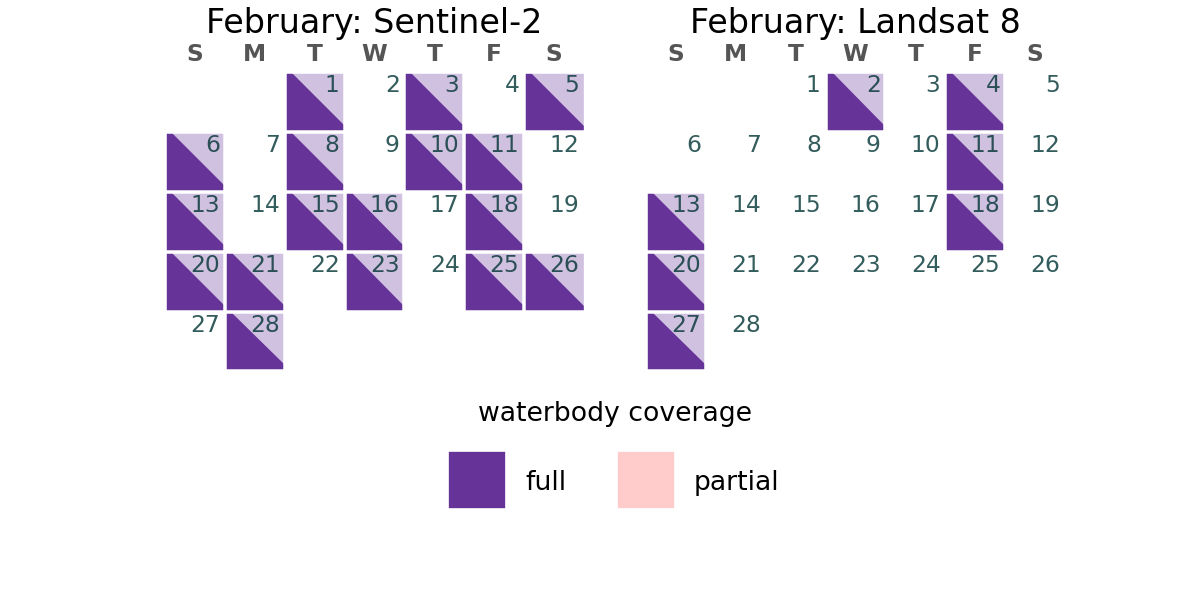 February: Sentinel-2
S M T W T F S
1 2 3 4 5
6 7 8 9 10 11 12
13 14 15 16 17 18 19
20 21 22 23 24 25 26
27 28
February: Landsat 8
S M T W T F S
1 2 3 4 5
6 7 8 9 10 11 12
13 14 15 16 17 18 19
20 21 22 23 24 25 26
27 28
waterbody coverage
full partial